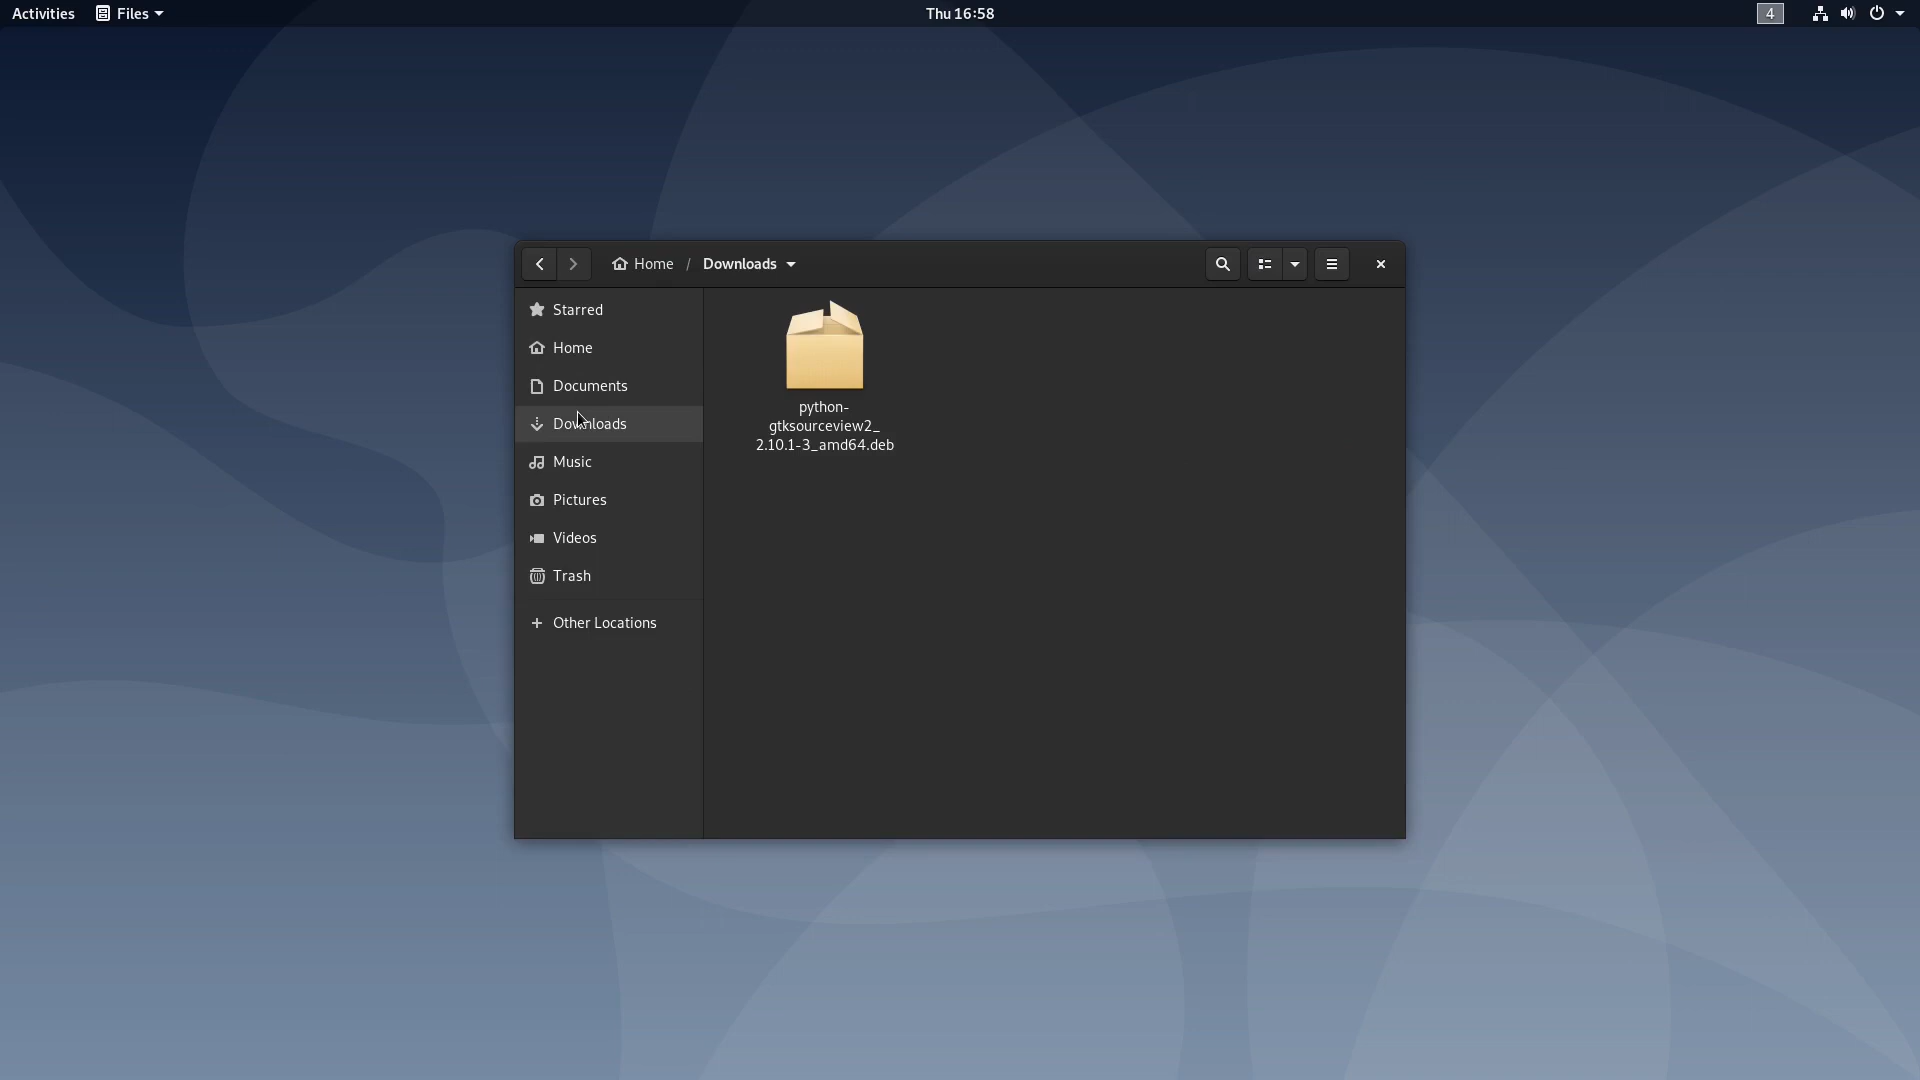 Activities Files Thu 16:58 4
Home / Downloads
Starred
Home
Documents
Downloads
Music
Pictures
Videos
Trash
Other Locations
python-
gtksourceview2_
2.10.1-3_amd64.deb